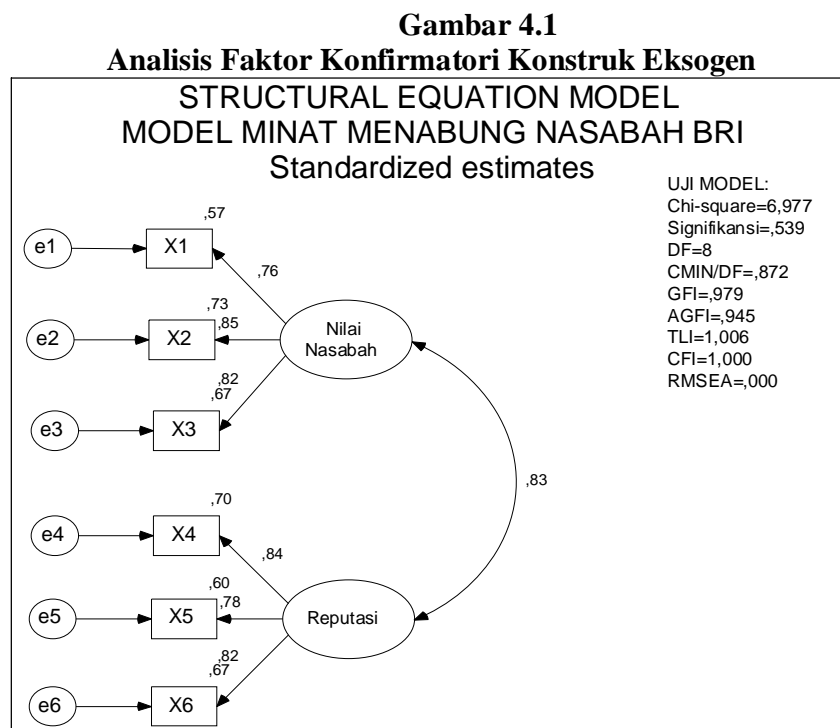 Gambar 4.1
Analisis Faktor Konfirmatori Konstruk Eksogen
STRUCTURAL EQUATION MODEL
MODEL MINAT MENABUNG NASABAH BRI
Standardized estimates
UJI MODEL:
Chi-square=6,977
Signifikansi=,539
DF=8
CMIN/DF=,872
GFI=,979
AGFI=,945
TLI=1,006
CFI=1,000
RMSEA=,000
,57
e1
X1
,76
,73
e2
X2
,85
Nilai
Nasabah
,82
,67
e3
X3
,83
,70
e4
X4
,84
,60
e5
X5
,78
Reputasi
,82
,67
e6
X6